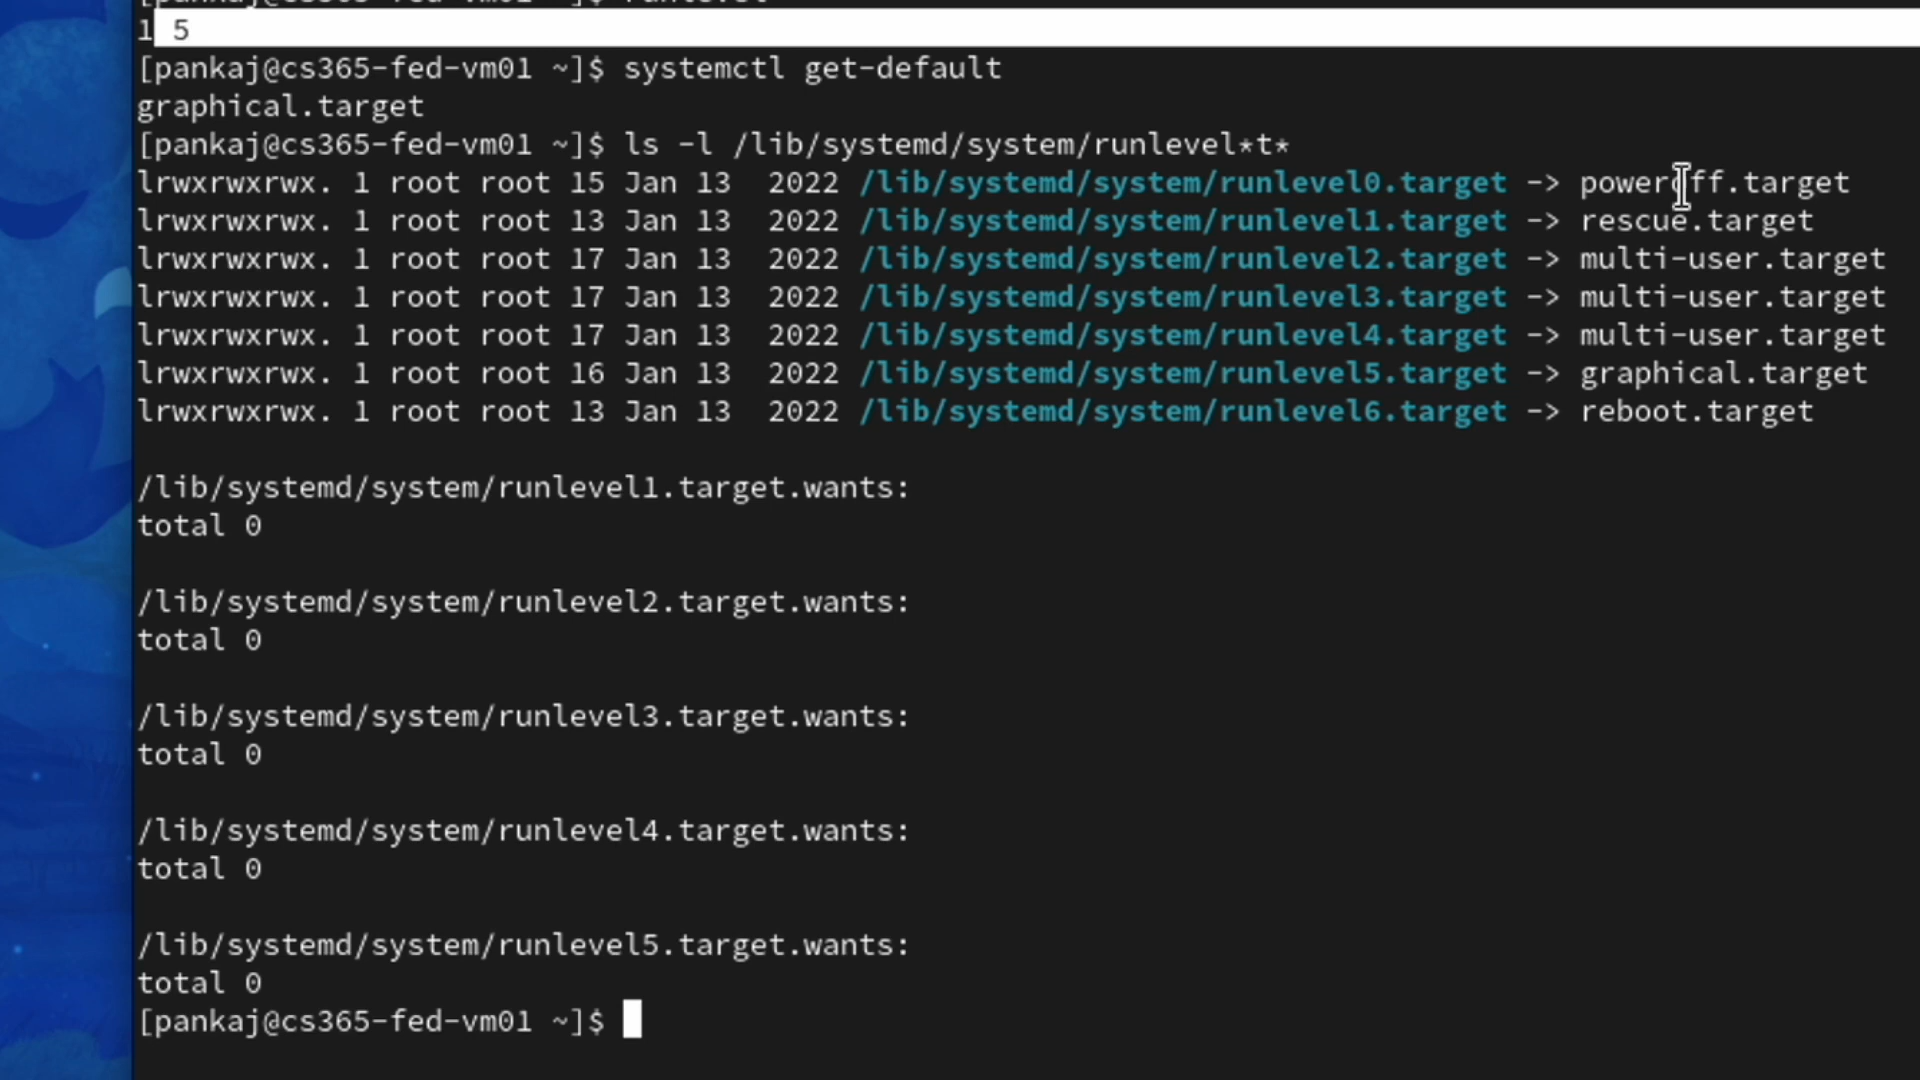 1 5
[pankaj@cs365-fed-vm01 ~]$ systemctl get-default
graphical.target
[pankaj@cs365-fed-vm01 ~]$ ls -l /lib/systemd/system/runlevel*t*
lrwxrwxrwx. 1 root root 15 Jan 13  2022 /lib/systemd/system/runlevel0.target -> poweroff.target
lrwxrwxrwx. 1 root root 13 Jan 13  2022 /lib/systemd/system/runlevel1.target -> rescue.target
lrwxrwxrwx. 1 root root 17 Jan 13  2022 /lib/systemd/system/runlevel2.target -> multi-user.target
lrwxrwxrwx. 1 root root 17 Jan 13  2022 /lib/systemd/system/runlevel3.target -> multi-user.target
lrwxrwxrwx. 1 root root 17 Jan 13  2022 /lib/systemd/system/runlevel4.target -> multi-user.target
lrwxrwxrwx. 1 root root 16 Jan 13  2022 /lib/systemd/system/runlevel5.target -> graphical.target
lrwxrwxrwx. 1 root root 13 Jan 13  2022 /lib/systemd/system/runlevel6.target -> reboot.target
/lib/systemd/system/runlevel1.target.wants:
total 0
/lib/systemd/system/runlevel2.target.wants:
total 0
/lib/systemd/system/runlevel3.target.wants:
total 0
/lib/systemd/system/runlevel4.target.wants:
total 0
/lib/systemd/system/runlevel5.target.wants:
total 0
[pankaj@cs365-fed-vm01 ~]$